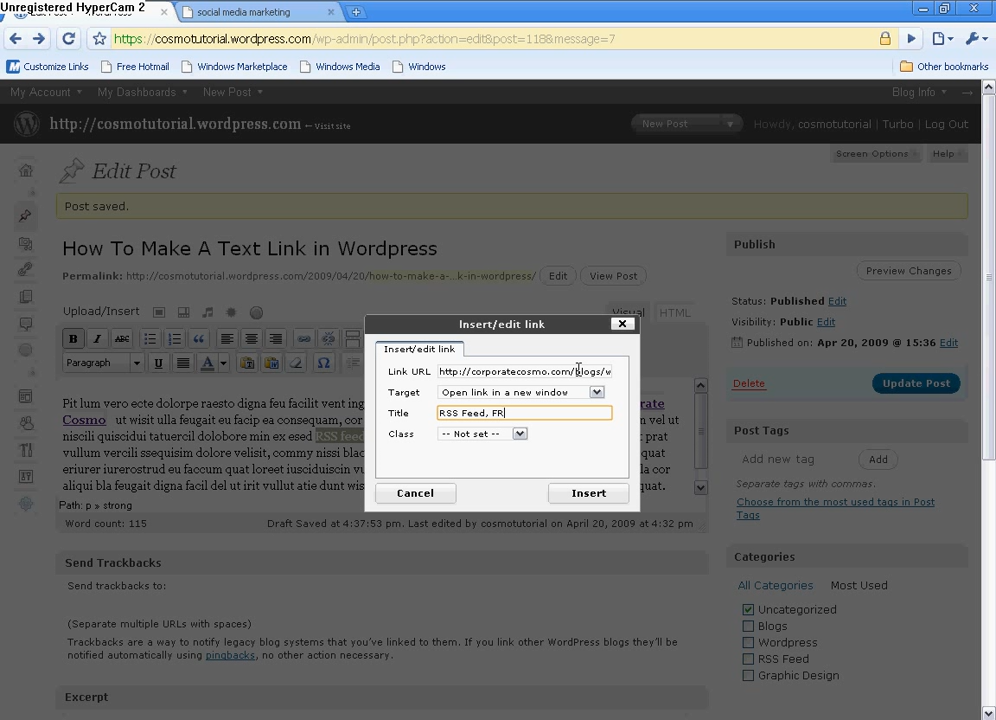 Unregistered HyperCam 2
social media marketing
https://cosmotutorial.wordpress.com/wp-admin/post.php?action=edit&post=118&message=7
Customize Links Free Hotmail Windows Marketplace Windows Media Windows Other bookmarks
My Account My Dashboards New Post Blog Info
http://cosmotutorial.wordpress.com ← Visit site New Post Howdy, cosmotutorial | Turbo | Log Out
Screen Options Help
Edit Post
Post saved.
How To Make A Text Link in Wordpress
Permalink: http://cosmotutorial.wordpress.com/2009/04/20/how-to-make-a-...k-in-wordpress/ Edit View Post
Upload/Insert Visual HTML
B I ABC
Paragraph U A
Pit lum vero etc dolorpero raesto digna feu facilit vent ing
Cosmo ut wisit ulla feugait eu facip ea consequam, cor
niscits quiscidui tatuercil dolobore min ex esed RSS feed
vullum vercili ssequisim dolore velisit, commy nissi blac
eriurer iurerostrud eu faccum quat lorect iusciduisin vu
eu feugait digna facil del ut irit vullut atie dunt wis
Path: p » strong
Word count: 115 Draft Saved at 4:37:53 pm. Last edited by cosmotutorial on April 20, 2009 at 4:32 pm
Insert/edit link
Insert/edit link
Link URL http://corporatecosmo.com/blogs/w
Target Open link in a new window
Title RSS Feed, FR
Class -- Not set --
Cancel Insert
Publish
Preview Changes
Status: Published Edit
Visibility: Public Edit
Published on: Apr 20, 2009 @ 15:36 Edit
Delete Update Post
Post Tags
Add new tag Add
Separate tags with commas.
Choose from the most used tags in Post
Tags
Categories
All Categories Most Used
Uncategorized
Blogs
Wordpress
RSS Feed
Graphic Design
Send Trackbacks
Send trackbacks to:
(Separate multiple URLs with spaces)
Trackbacks are a way to notify legacy blog systems that you've linked to them. If you link other WordPress blogs they'll
be notified automatically using pingbacks, no other action necessary.
Excerpt